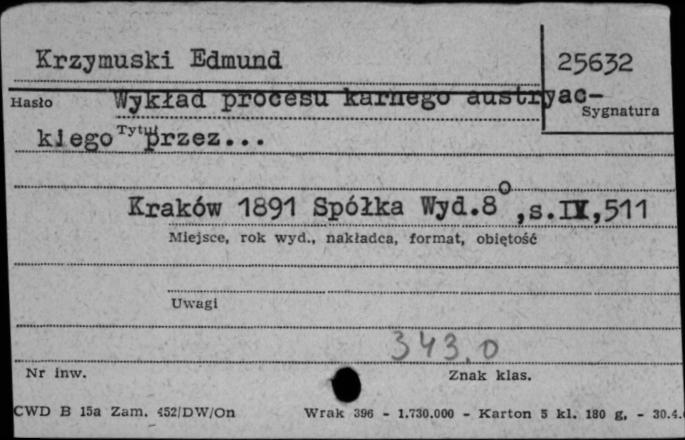 Krzymuski Edmund
25632
Hasło
Wykład procesu karnego austryac-
Sygnatura
kiego Tytuł przez...
Kraków 1891 Spółka Wyd.8°,s.IX,511
Miejsce, rok wyd., nakładca, format, objętość
Uwagi
343.0
Nr inw.
Znak klas.
CWD B 15a Zam. 452/DW/On Wrak 396 - 1.730.000 - Karton 5 kl. 180 g. - 30.4.